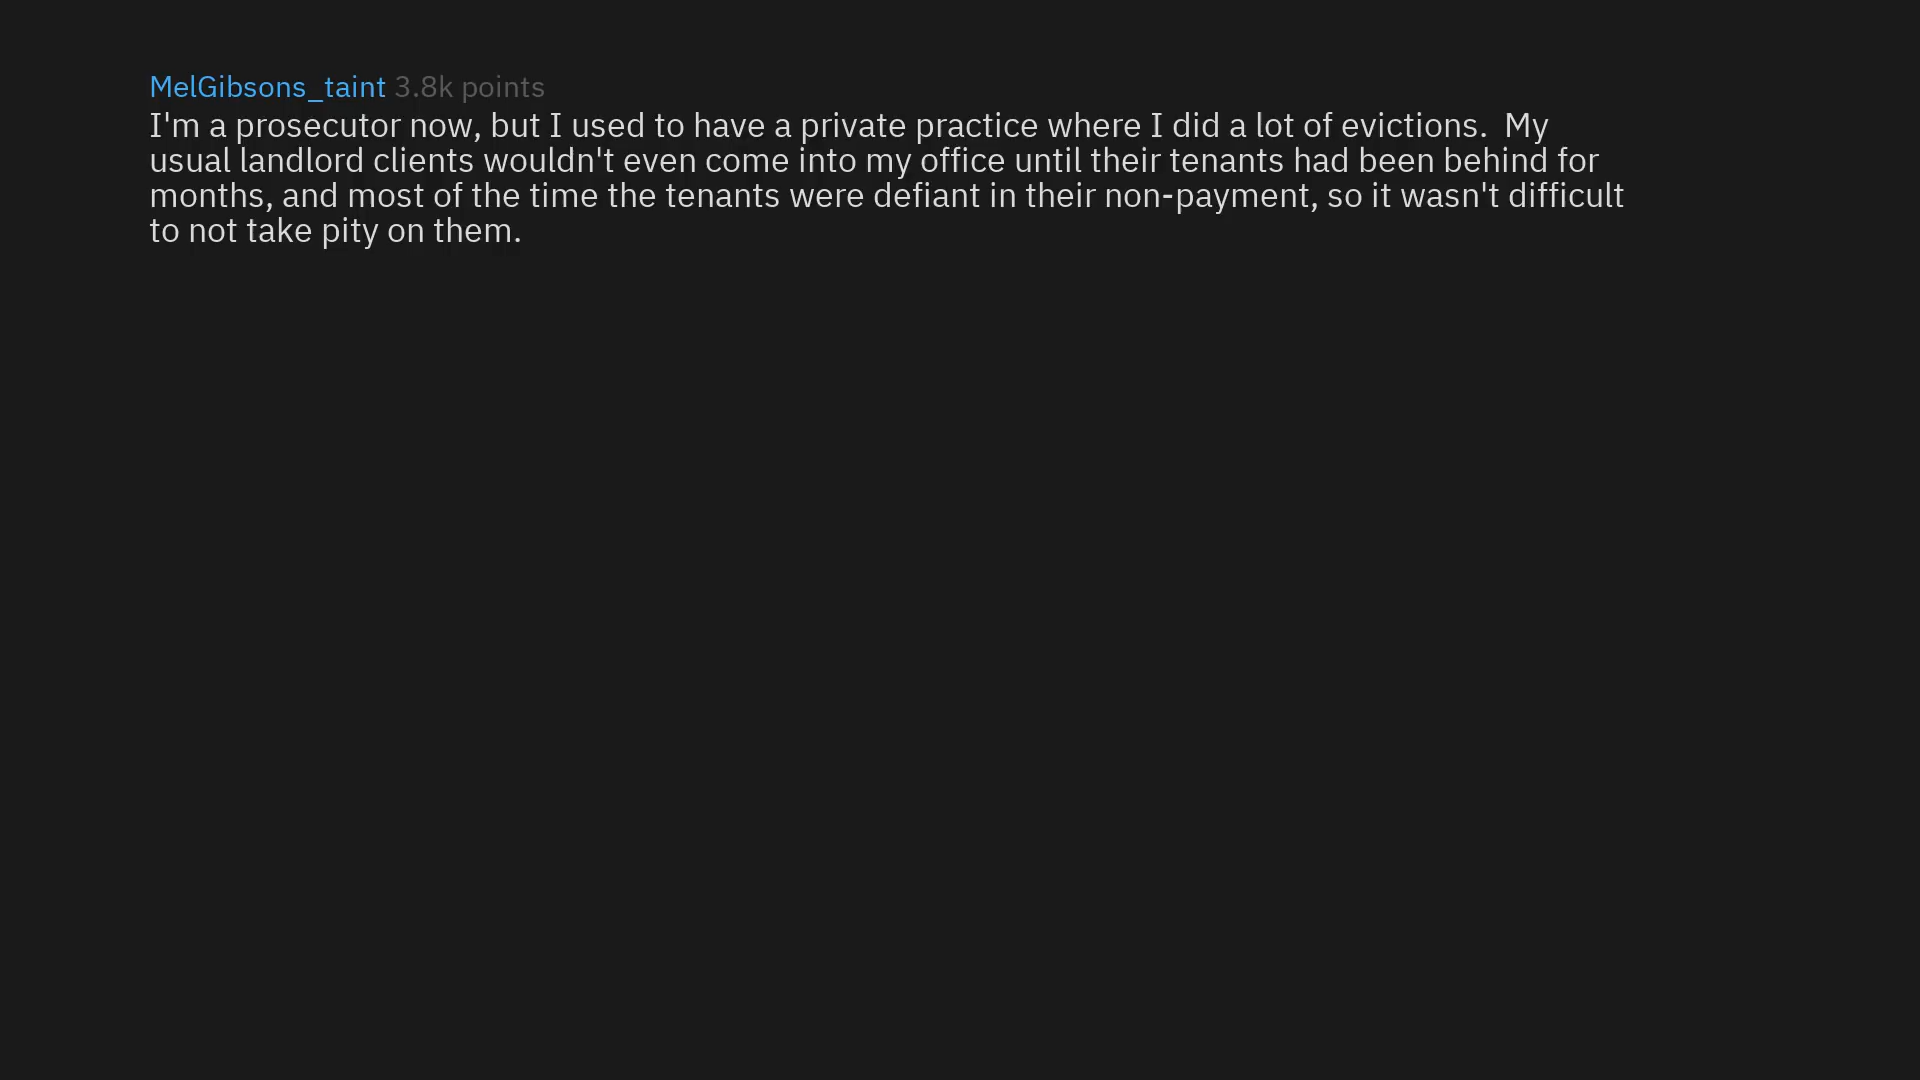 MelGibsons_taint 3.8k points
I'm a prosecutor now, but I used to have a private practice where I did a lot of evictions.  My
usual landlord clients wouldn't even come into my office until their tenants had been behind for
months, and most of the time the tenants were defiant in their non-payment, so it wasn't difficult
to not take pity on them.